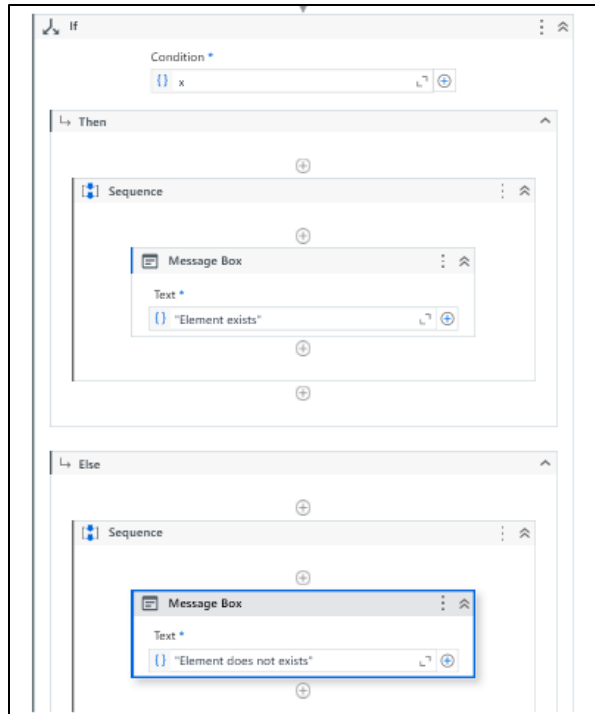 If
Condition *
{} x
Then
Sequence
Message Box
Text *
{} "Element exists"
Else
Sequence
Message Box
Text *
{} "Element does not exists"